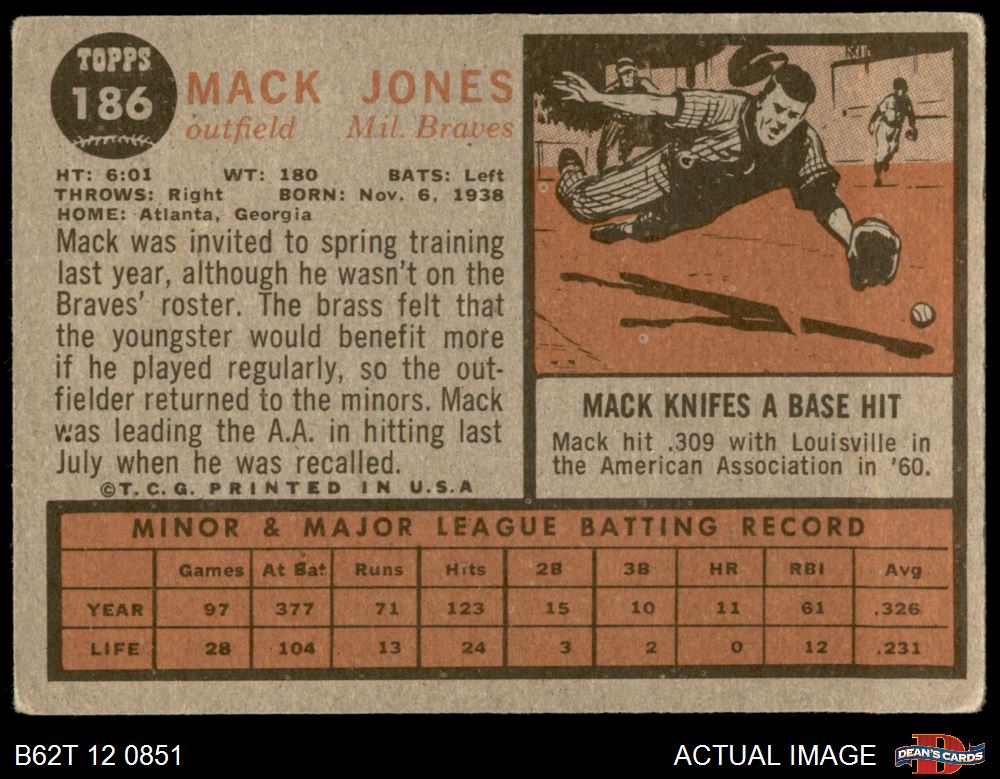 TOPPS
186
MACK JONES
outfield Mil. Braves
HT: 6:01 WT: 180 BATS: Left
THROWS: Right BORN: Nov. 6, 1938
HOME: Atlanta, Georgia
Mack was invited to spring training
last year, although he wasn't on the
Braves' roster. The brass felt that
the youngster would benefit more
if he played regularly, so the out-
fielder returned to the minors. Mack
was leading the A.A. in hitting last
July when he was recalled.
©T.C.G. PRINTED IN U.S.A
MACK KNIFES A BASE HIT
Mack hit .309 with Louisville in
the American Association in '60.
MINOR & MAJOR LEAGUE BATTING RECORD
Games At Bat Runs Hits 2B 3B HR RBI Avg
YEAR 97 377 71 123 15 10 11 61 .326
LIFE 28 104 13 24 3 2 0 12 .231
B62T 12 0851 ACTUAL IMAGE DEAN'S CARDS